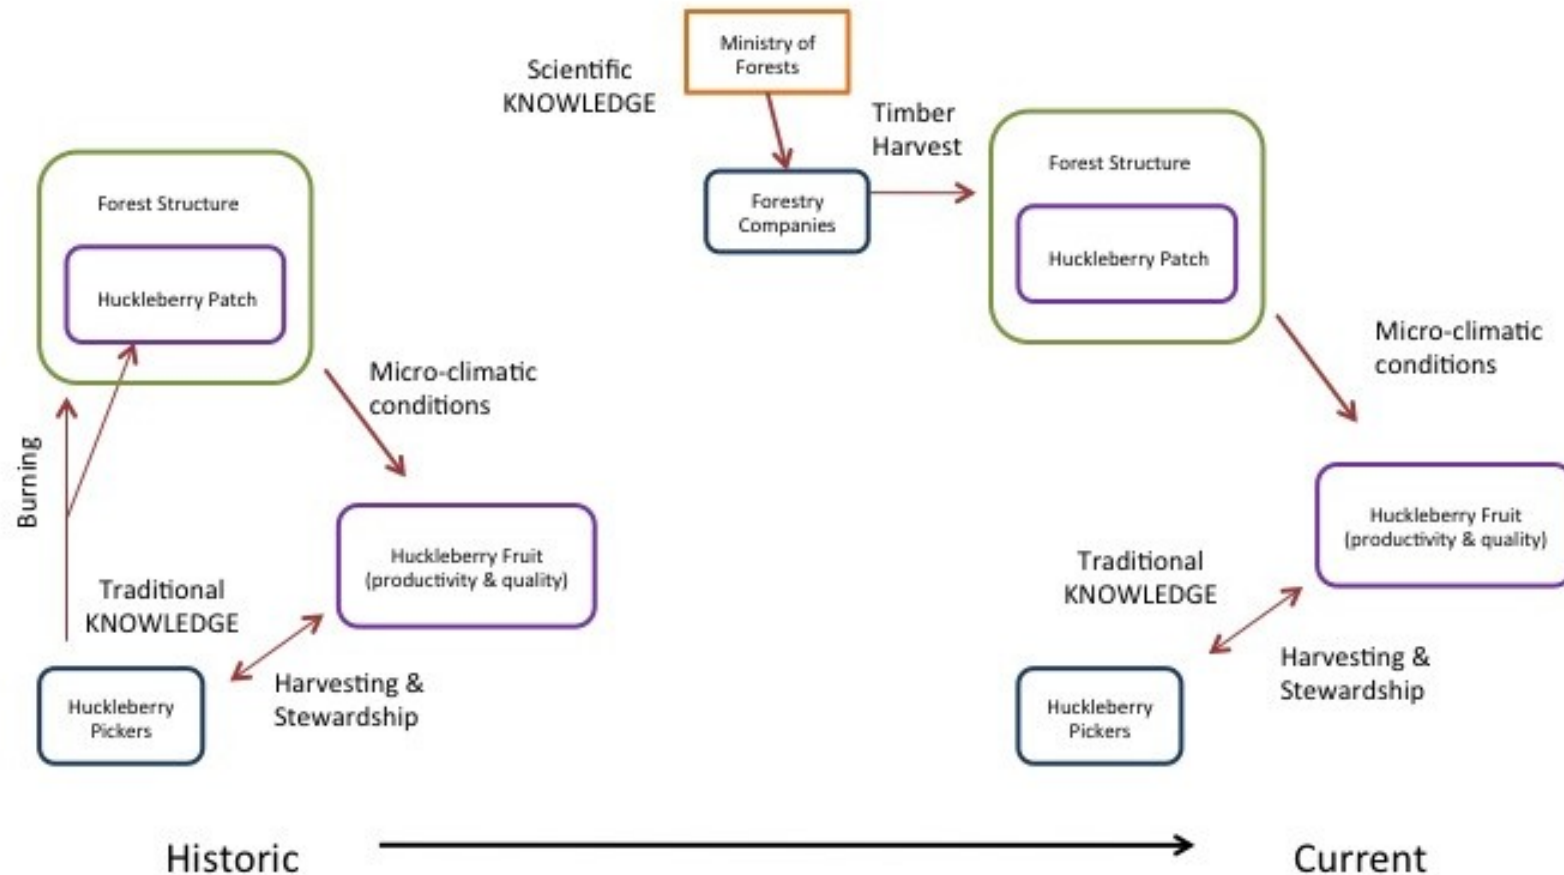 Ministry of
Forests
Scientific
KNOWLEDGE
Timber
Harvest
Forestry
Companies
Forest Structure
Huckleberry Patch
Micro-climatic
conditions
Burning
Huckleberry Fruit
(productivity & quality)
Traditional
KNOWLEDGE
Harvesting &
Stewardship
Huckleberry
Pickers
Forest Structure
Huckleberry Patch
Micro-climatic
conditions
Huckleberry Fruit
(productivity & quality)
Traditional
KNOWLEDGE
Harvesting &
Stewardship
Huckleberry
Pickers
Historic
Current